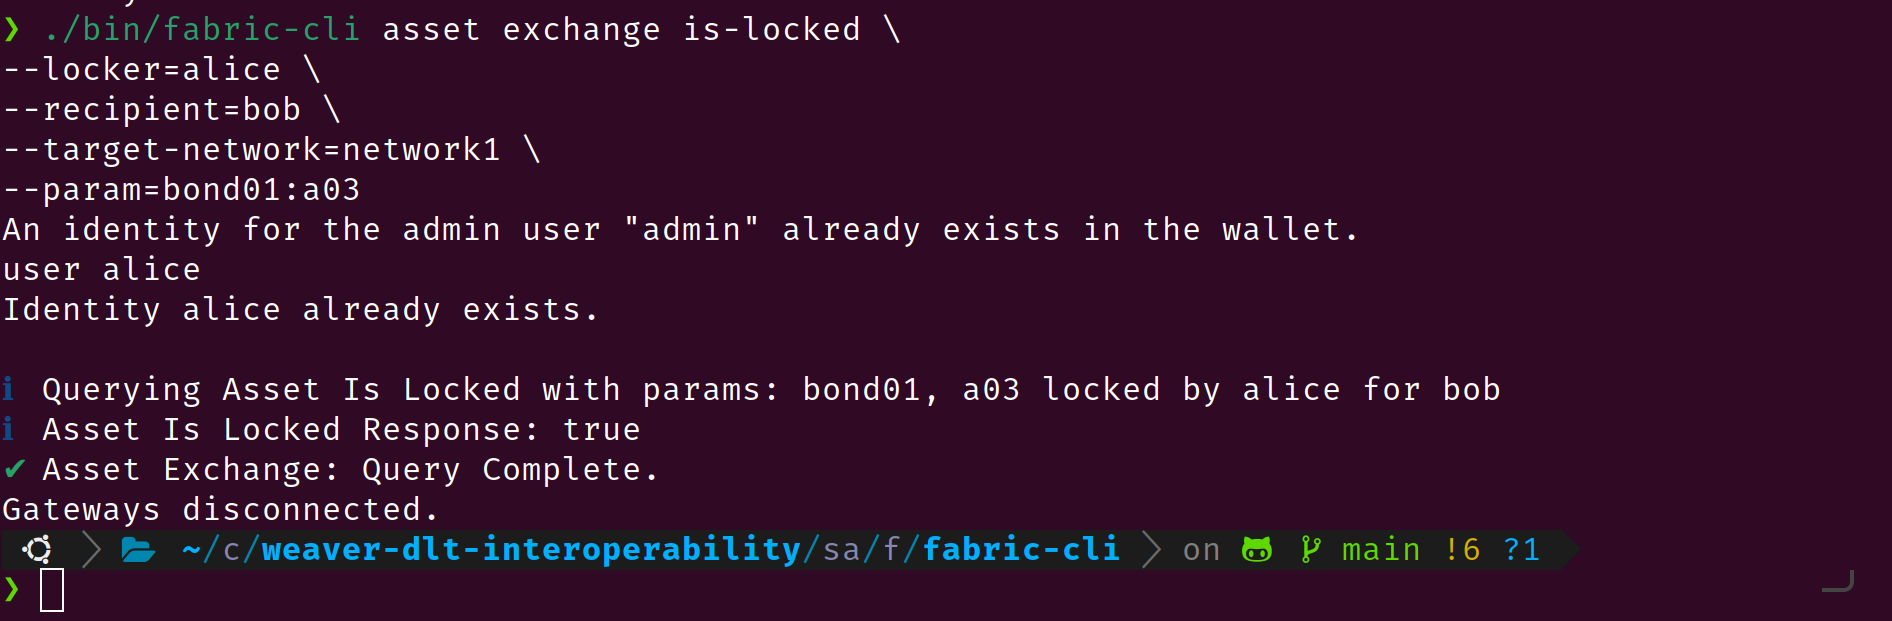 ❯ ./bin/fabric-cli asset exchange is-locked \
--locker=alice \
--recipient=bob \
--target-network=network1 \
--param=bond01:a03
An identity for the admin user "admin" already exists in the wallet.
user alice
Identity alice already exists.
ℹ Querying Asset Is Locked with params: bond01, a03 locked by alice for bob
ℹ Asset Is Locked Response: true
✔ Asset Exchange: Query Complete.
Gateways disconnected.
~/c/weaver-dlt-interoperability/sa/f/fabric-cli on main !6 ?1
❯